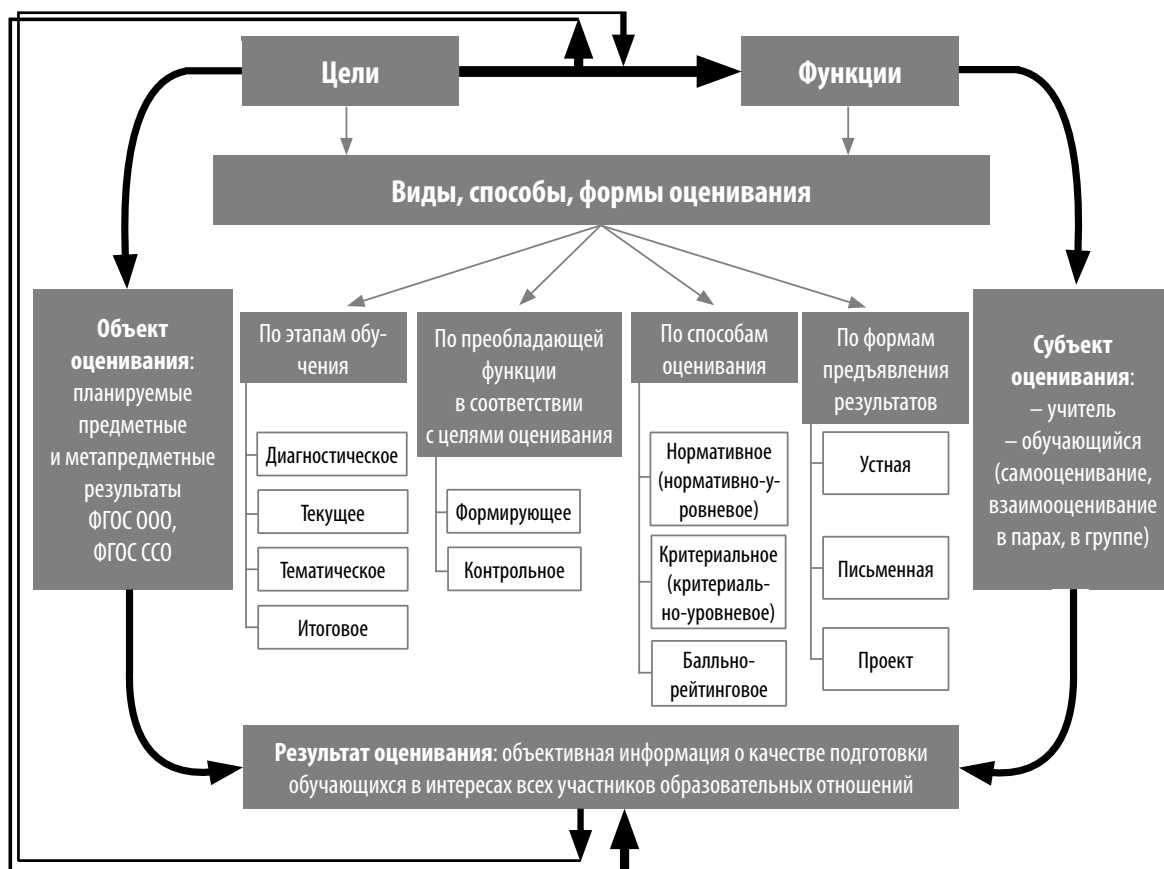 Цели
Функции
Виды, способы, формы оценивания
Объект
оценивания:
планируемые
предметные
и метапредметные
результаты
ФГОС ООО,
ФГОС ССО
По этапам обу-
чения
Диагностическое
Текущее
Тематическое
Итоговое
По преобладающей
функции
в соответствии
с целями оценивания
Формирующее
Контрольное
По способам
оценивания
Нормативное
(нормативно-у-
ровневое)
Критериальное
(критериаль-
но-уровневое)
Балльно-
рейтинговое
По формам
предъявления
результатов
Устная
Письменная
Проект
Субъект
оценивания:
– учитель
– обучающийся
(самооценивание,
взаимооценивание
в парах, в группе)
Результат оценивания: объективная информация о качестве подготовки
обучающихся в интересах всех участников образовательных отношений